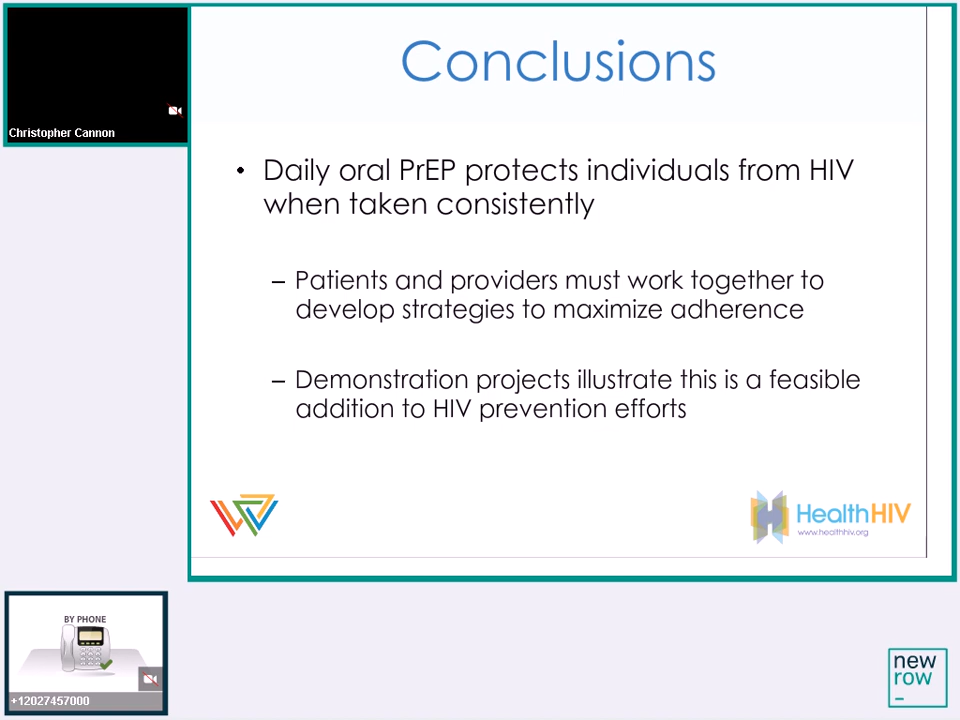 Christopher Cannon
Conclusions
• Daily oral PrEP protects individuals from HIV
when taken consistently
– Patients and providers must work together to
develop strategies to maximize adherence
– Demonstration projects illustrate this is a feasible
addition to HIV prevention efforts
HealthHIV
www.healthhiv.org
BY PHONE
+12027457000
new
row